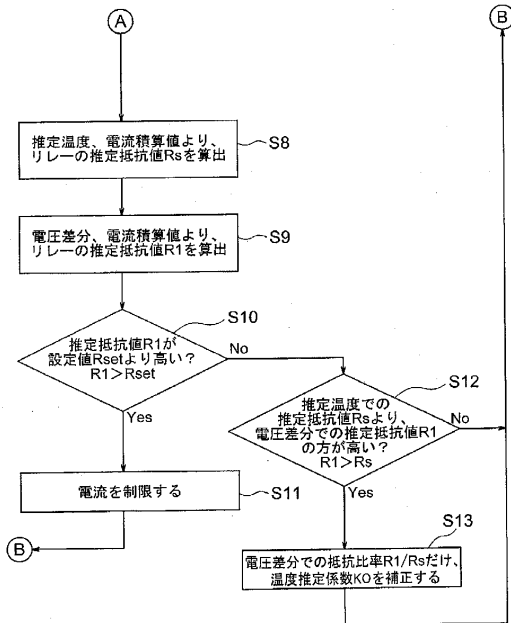 A
B
推定温度、電流積算値より、
リレーの推定抵抗値Rsを算出
S8
電圧差分、電流積算値より、
リレーの推定抵抗値R1を算出
S9
S10
推定抵抗値R1が
設定値Rsetより高い?
R1>Rset
No
Yes
S12
推定温度での
推定抵抗値Rsより、
電圧差分での推定抵抗値R1
の方が高い?
R1>Rs
No
Yes
電流を制限する
S11
B
S13
電圧差分での抵抗比率R1/Rsだけ、
温度推定係数K0を補正する